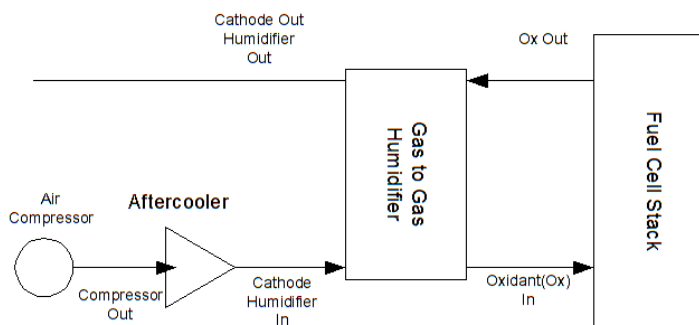 Cathode Out
Humidifier
Out
Ox Out
Gas to Gas
Humidifier
Fuel Cell Stack
Air
Compressor
Aftercooler
Compressor
Out
Cathode
Humidifier
In
Oxidant(Ox)
In